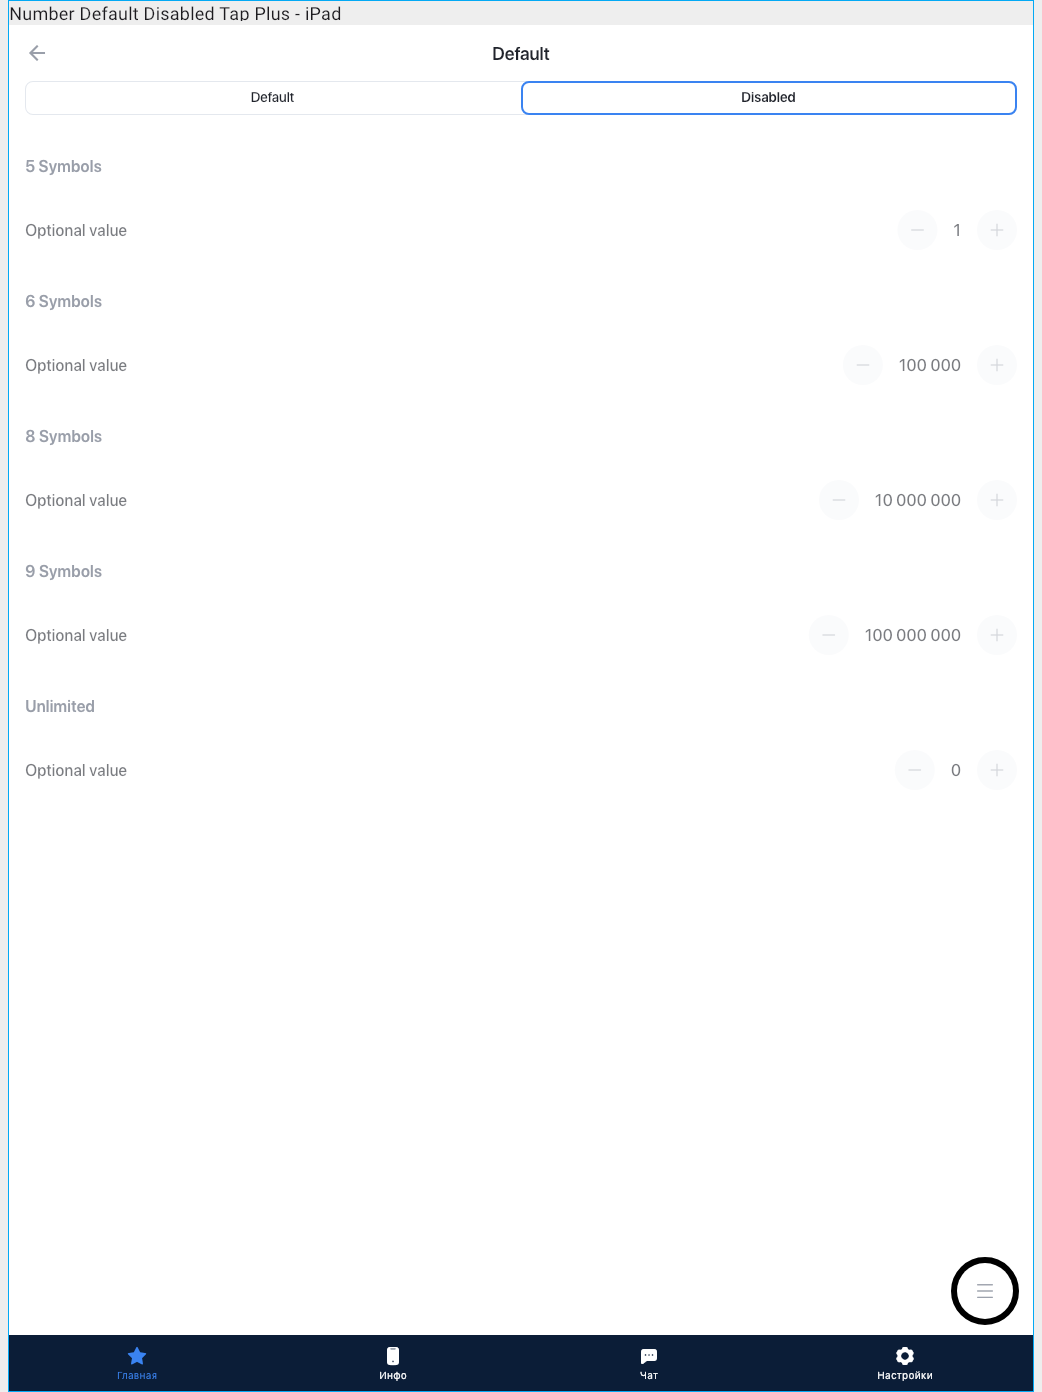 Number Default Disabled Tap Plus - iPad
Default
Default Disabled
5 Symbols
Optional value 1
6 Symbols
Optional value 100 000
8 Symbols
Optional value 10 000 000
9 Symbols
Optional value 100 000 000
Unlimited
Optional value 0
Главная Инфо Чат Настройки